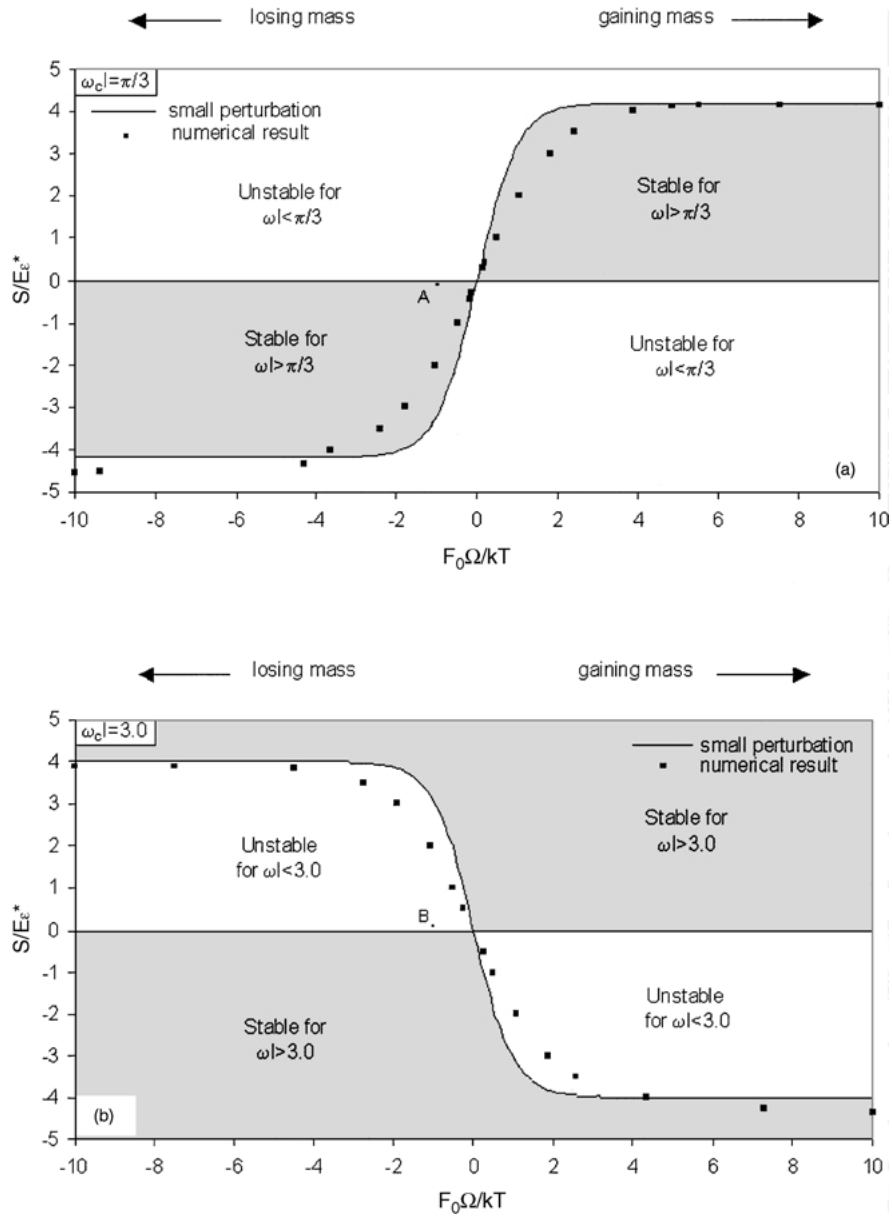 losing mass
gaining mass
ω_c l=π/3
small perturbation
numerical result
Unstable for
ωl<π/3
Stable for
ωl>π/3
A
Stable for
ωl>π/3
Unstable for
ωl<π/3
(a)
5
4
3
2
1
0
-1
-2
-3
-4
-5
S/Eε*
-10
-8
-6
-4
-2
0
2
4
6
8
10
F₀Ω/kT
losing mass
gaining mass
ω_c l=3.0
small perturbation
numerical result
Stable for
ωl>3.0
Unstable
for ωl<3.0
B
Unstable
for ωl<3.0
Stable for
ωl>3.0
(b)
5
4
3
2
1
0
-1
-2
-3
-4
-5
S/Eε*
-10
-8
-6
-4
-2
0
2
4
6
8
10
F₀Ω/kT